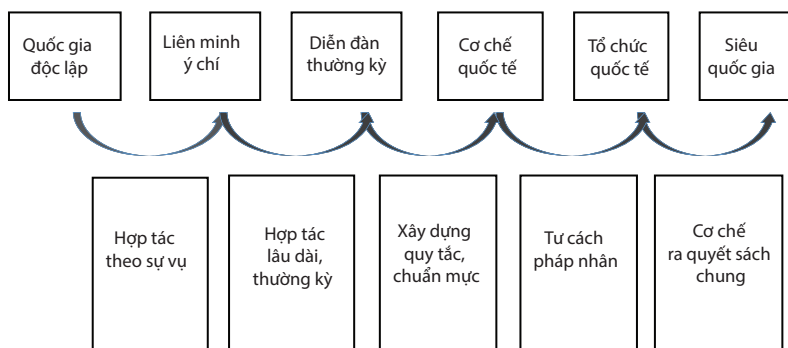 Quốc gia
độc lập
Liên minh
ý chí
Diễn đàn
thường kỳ
Cơ chế
quốc tế
Tổ chức
quốc tế
Siêu
quốc gia
Hợp tác
theo sự vụ
Hợp tác
lâu dài,
thường kỳ
Xây dựng
quy tắc,
chuẩn mực
Tư cách
pháp nhân
Cơ chế
ra quyết sách
chung